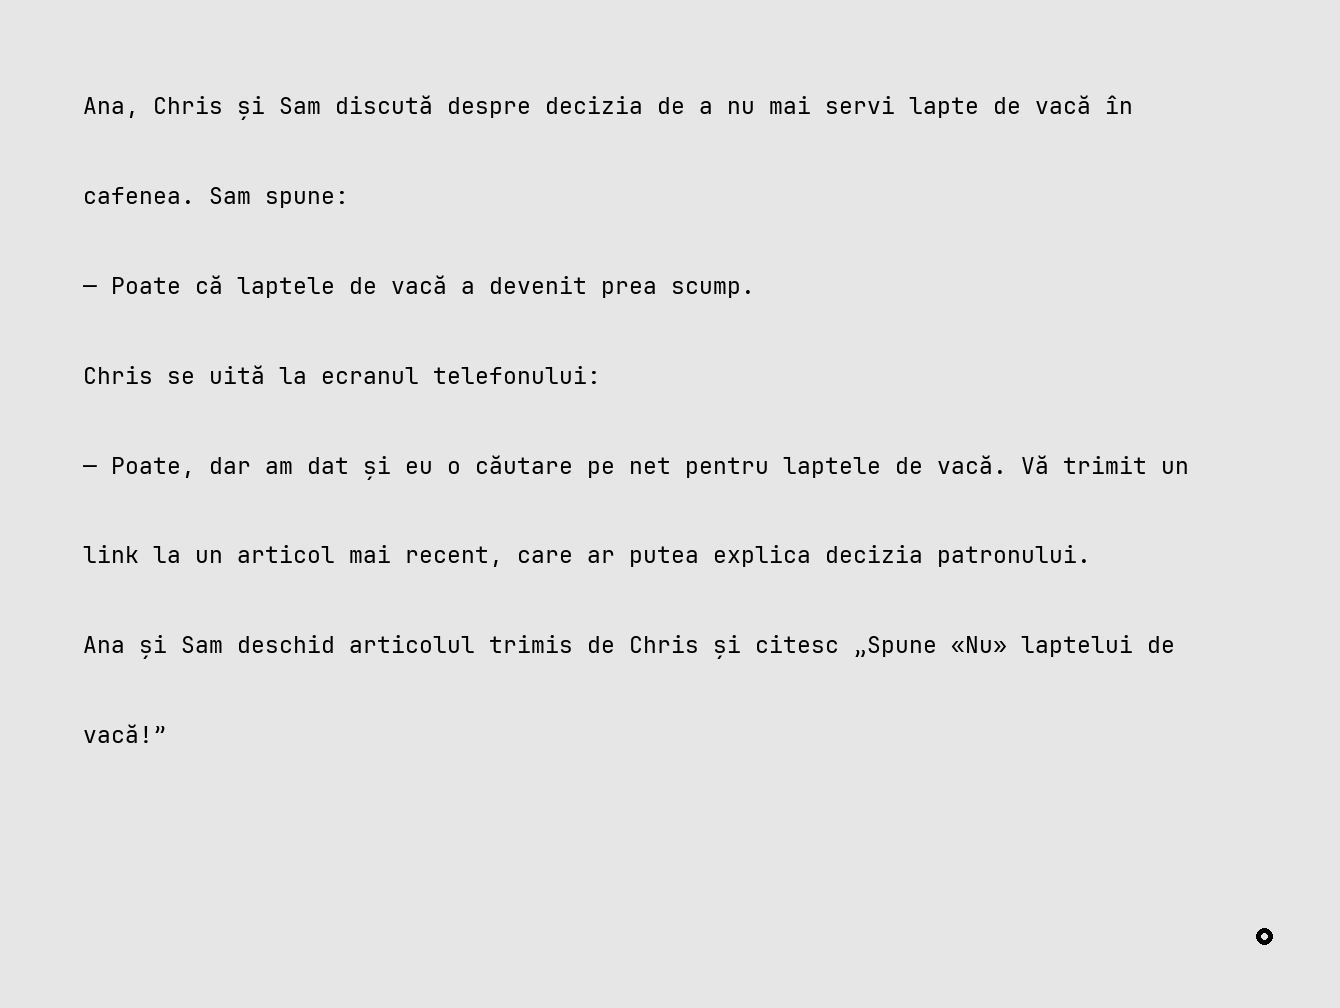 Ana, Chris și Sam discută despre decizia de a nu mai servi lapte de vacă în
cafenea. Sam spune:
— Poate că laptele de vacă a devenit prea scump.
Chris se uită la ecranul telefonului:
— Poate, dar am dat și eu o căutare pe net pentru laptele de vacă. Vă trimit un
link la un articol mai recent, care ar putea explica decizia patronului.
Ana și Sam deschid articolul trimis de Chris și citesc „Spune «Nu» laptelui de
vacă!”